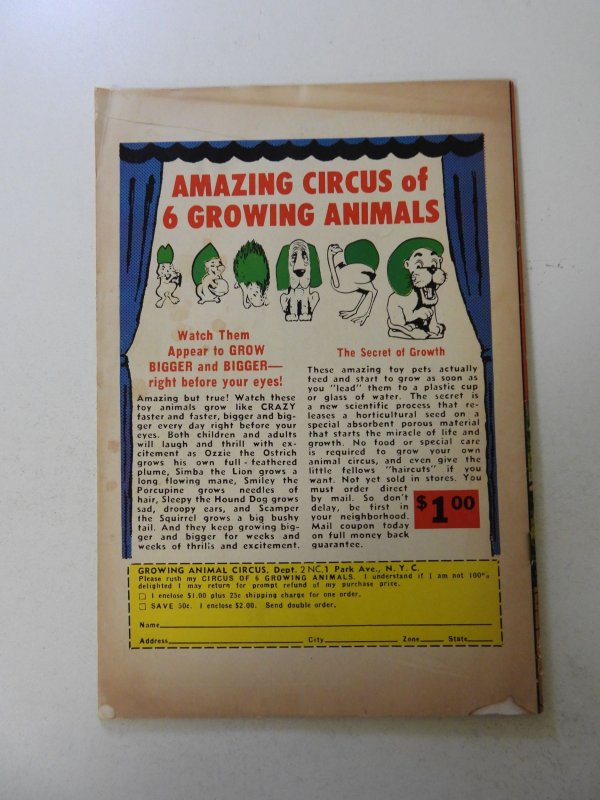 AMAZING CIRCUS of
6 GROWING ANIMALS
Watch Them
Appear to GROW
BIGGER and BIGGER—
right before your eyes!
Amazing but true! Watch these
toy animals grow like CRAZY
faster and faster, bigger and big-
ger every day right before your
eyes. Both children and adults
will laugh and thrill with ex-
citement as Ozzie the Ostrich
grows his own full - feathered
plume, Simba the Lion grows a
long flowing mane, Smiley the
Porcupine grows needles of
hair, Sleepy the Hound Dog grows
sad, droopy ears, and Scamper
the Squirrel grows a big bushy
tail. And they keep growing big-
ger and bigger for weeks and
weeks of thrills and excitement.
The Secret of Growth
These amazing toy pets actually
feed and start to grow as soon as
you "lead" them to a plastic cup
or glass of water. The secret is
a new scientific process that re-
leases a horticultural seed on a
special absorbent porous material
that starts the miracle of life and
growth. No food or special care
is required to grow your own
animal circus, and even give the
little fellows "haircuts" if you
want. Not yet sold in stores. You
must order direct
by mail. So don't
delay, be first in
your neighborhood.
Mail coupon today
on full money back
guarantee.
$1.00
GROWING ANIMAL CIRCUS, Dept. 2 NC, 1 Park Ave., N. Y. C.
Please rush my CIRCUS OF 6 GROWING ANIMALS. I understand if I am not 100%
delighted I may return for prompt refund of my purchase price.
□ I enclose $1.00 plus 25c shipping charge for one order.
□ SAVE 50c. I enclose $2.00. Send double order.
Name
Address City Zone State